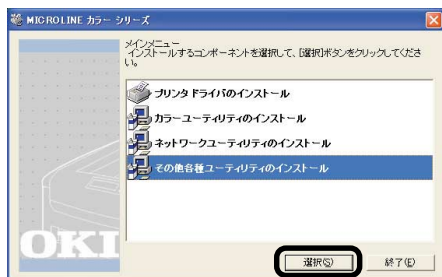 MICROLINE カラー シリーズ
メインメニュー
インストールするコンポーネントを選択して、[選択]ボタンをクリックしてくださ
い。
プリンタドライバのインストール
カラーユーティリティのインストール
ネットワークユーティリティのインストール
その他各種ユーティリティのインストール
OKI
選択(S)
終了(E)